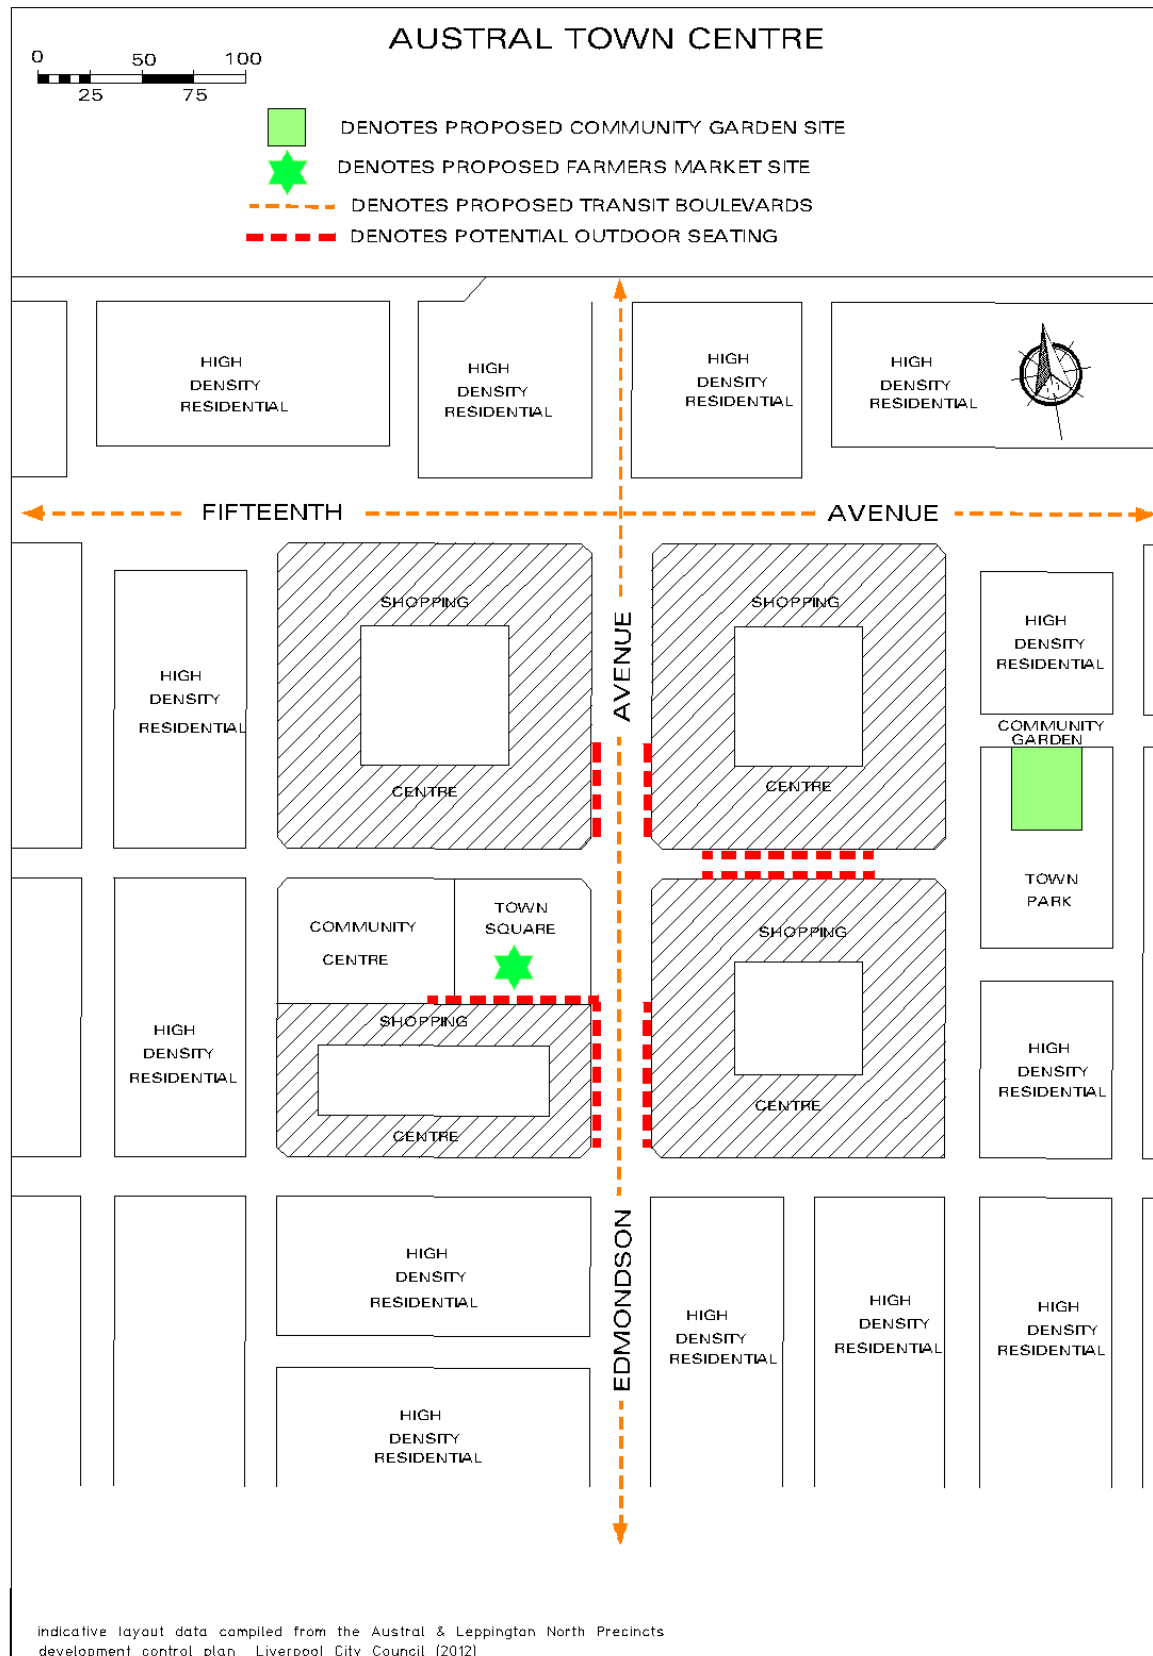 AUSTRAL TOWN CENTRE
0 50 100
25 75
DENOTES PROPOSED COMMUNITY GARDEN SITE
DENOTES PROPOSED FARMERS MARKET SITE
DENOTES PROPOSED TRANSIT BOULEVARDS
DENOTES POTENTIAL OUTDOOR SEATING
HIGH
DENSITY
RESIDENTIAL
HIGH
DENSITY
RESIDENTIAL
HIGH
DENSITY
RESIDENTIAL
HIGH
DENSITY
RESIDENTIAL
FIFTEENTH AVENUE
HIGH
DENSITY
RESIDENTIAL
SHOPPING
CENTRE
AVENUE
SHOPPING
CENTRE
HIGH
DENSITY
RESIDENTIAL
COMMUNITY
GARDEN
TOWN
PARK
COMMUNITY
CENTRE
TOWN
SQUARE
SHOPPING
CENTRE
SHOPPING
CENTRE
HIGH
DENSITY
RESIDENTIAL
HIGH
DENSITY
RESIDENTIAL
HIGH
DENSITY
RESIDENTIAL
EDMONDSON
HIGH
DENSITY
RESIDENTIAL
HIGH
DENSITY
RESIDENTIAL
HIGH
DENSITY
RESIDENTIAL
HIGH
DENSITY
RESIDENTIAL
indicative layout data compiled from the Austral & Leppington North Precincts
development control plan Liverpool City Council (2012)